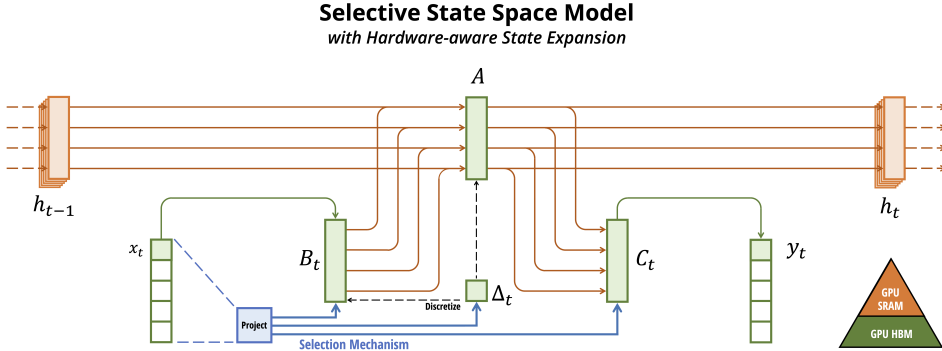 Selective State Space Model
with Hardware-aware State Expansion
A
h_{t-1}
h_t
x_t
B_t
Δ_t
C_t
y_t
Discretize
Project
Selection Mechanism
GPU
SRAM
GPU HBM